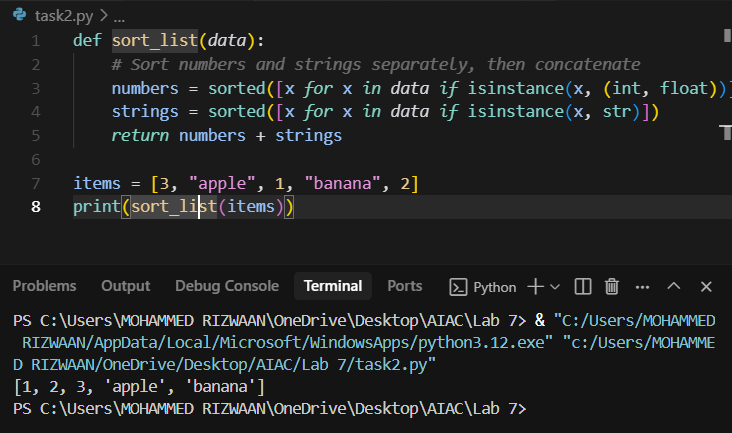 task2.py > ...
1 def sort_list(data):
2     # Sort numbers and strings separately, then concatenate
3     numbers = sorted([x for x in data if isinstance(x, (int, float))]
4     strings = sorted([x for x in data if isinstance(x, str)])
5     return numbers + strings
6
7 items = [3, "apple", 1, "banana", 2]
8 print(sort_list(items))
Problems Output Debug Console Terminal Ports Python
PS C:\Users\MOHAMMED RIZWAAN\OneDrive\Desktop\AIAC\Lab 7> & "C:/Users/MOHAMMED
 RIZWAAN/AppData/Local/Microsoft/WindowsApps/python3.12.exe" "c:/Users/MOHAMME
D RIZWAAN/OneDrive/Desktop/AIAC/Lab 7/task2.py"
[1, 2, 3, 'apple', 'banana']
PS C:\Users\MOHAMMED RIZWAAN\OneDrive\Desktop\AIAC\Lab 7>